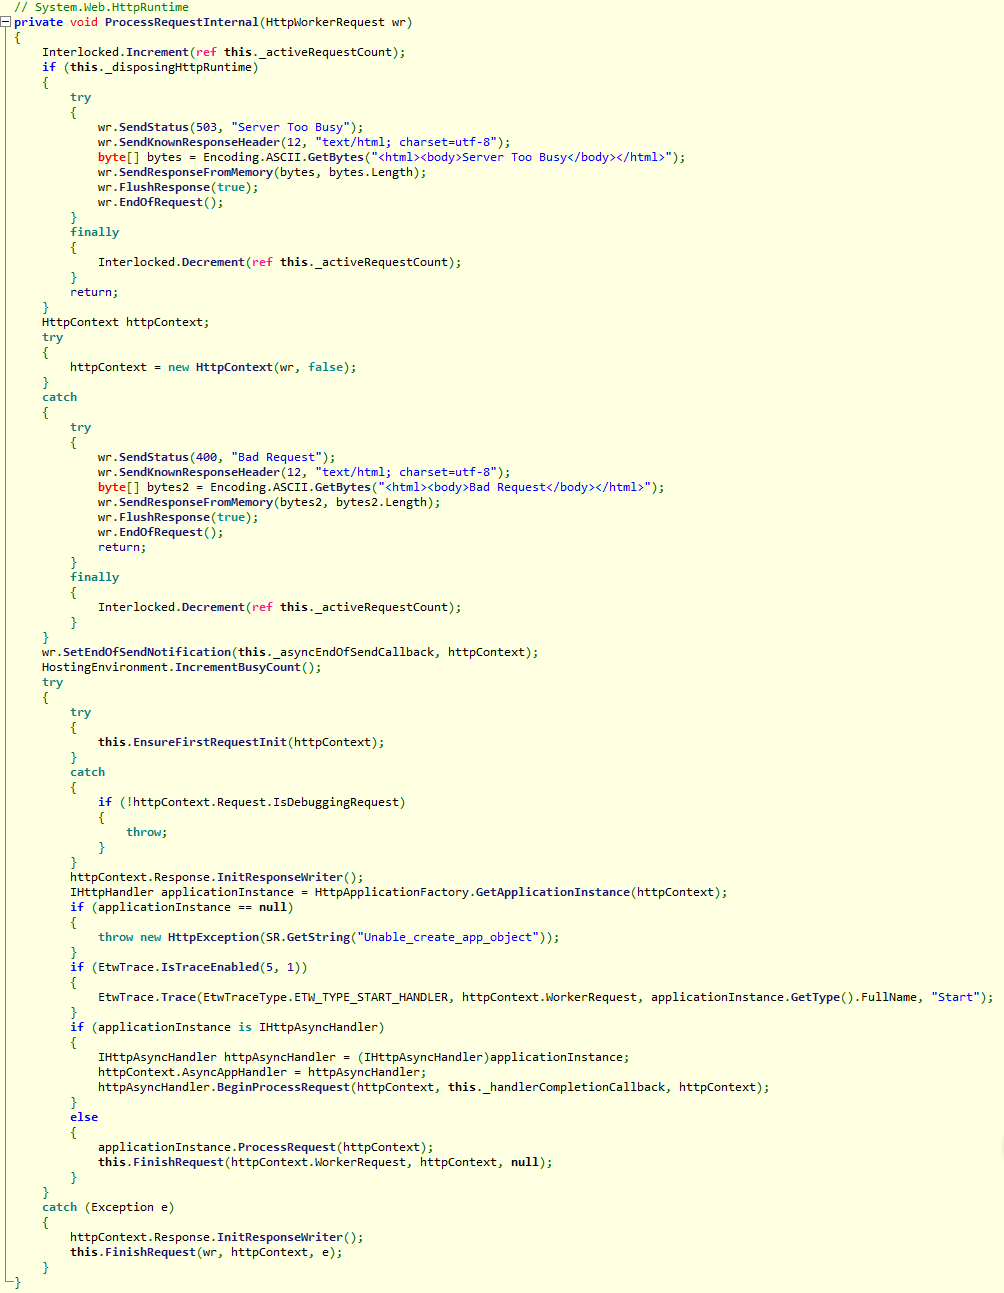 // System.Web.HttpRuntime
private void ProcessRequestInternal(HttpWorkerRequest wr)
{
    Interlocked.Increment(ref this._activeRequestCount);
    if (this._disposingHttpRuntime)
    {
        try
        {
            wr.SendStatus(503, "Server Too Busy");
            wr.SendKnownResponseHeader(12, "text/html; charset=utf-8");
            byte[] bytes = Encoding.ASCII.GetBytes("<html><body>Server Too Busy</body></html>");
            wr.SendResponseFromMemory(bytes, bytes.Length);
            wr.FlushResponse(true);
            wr.EndOfRequest();
        }
        finally
        {
            Interlocked.Decrement(ref this._activeRequestCount);
        }
        return;
    }
    HttpContext httpContext;
    try
    {
        httpContext = new HttpContext(wr, false);
    }
    catch
    {
        try
        {
            wr.SendStatus(400, "Bad Request");
            wr.SendKnownResponseHeader(12, "text/html; charset=utf-8");
            byte[] bytes2 = Encoding.ASCII.GetBytes("<html><body>Bad Request</body></html>");
            wr.SendResponseFromMemory(bytes2, bytes2.Length);
            wr.FlushResponse(true);
            wr.EndOfRequest();
            return;
        }
        finally
        {
            Interlocked.Decrement(ref this._activeRequestCount);
        }
    }
    wr.SetEndOfSendNotification(this._asyncEndOfSendCallback, httpContext);
    HostingEnvironment.IncrementBusyCount();
    try
    {
        try
        {
            this.EnsureFirstRequestInit(httpContext);
        }
        catch
        {
            if (!httpContext.Request.IsDebuggingRequest)
            {
                throw;
            }
        }
        httpContext.Response.InitResponseWriter();
        IHttpHandler applicationInstance = HttpApplicationFactory.GetApplicationInstance(httpContext);
        if (applicationInstance == null)
        {
            throw new HttpException(SR.GetString("Unable_create_app_object"));
        }
        if (EtwTrace.IsTraceEnabled(5, 1))
        {
            EtwTrace.Trace(EtwTraceType.ETW_TYPE_START_HANDLER, httpContext.WorkerRequest, applicationInstance.GetType().FullName, "Start");
        }
        if (applicationInstance is IHttpAsyncHandler)
        {
            IHttpAsyncHandler httpAsyncHandler = (IHttpAsyncHandler)applicationInstance;
            httpContext.AsyncAppHandler = httpAsyncHandler;
            httpAsyncHandler.BeginProcessRequest(httpContext, this._handlerCompletionCallback, httpContext);
        }
        else
        {
            applicationInstance.ProcessRequest(httpContext);
            this.FinishRequest(httpContext.WorkerRequest, httpContext, null);
        }
    }
    catch (Exception e)
    {
        httpContext.Response.InitResponseWriter();
        this.FinishRequest(wr, httpContext, e);
    }
}